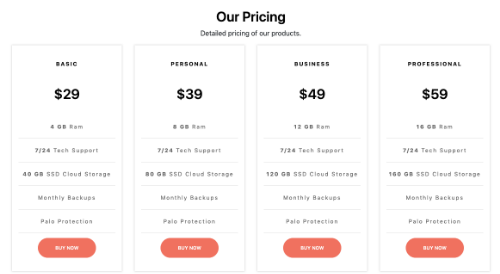 Our Pricing
Detailed pricing of our products.
BASIC
$29
4 GB Ram
7/24 Tech Support
40 GB SSD Cloud Storage
Monthly Backups
Palo Protection
BUY NOW
PERSONAL
$39
8 GB Ram
7/24 Tech Support
80 GB SSD Cloud Storage
Monthly Backups
Palo Protection
BUY NOW
BUSINESS
$49
12 GB Ram
7/24 Tech Support
120 GB SSD Cloud Storage
Monthly Backups
Palo Protection
BUY NOW
PROFESSIONAL
$59
16 GB Ram
7/24 Tech Support
160 GB SSD Cloud Storage
Monthly Backups
Palo Protection
BUY NOW